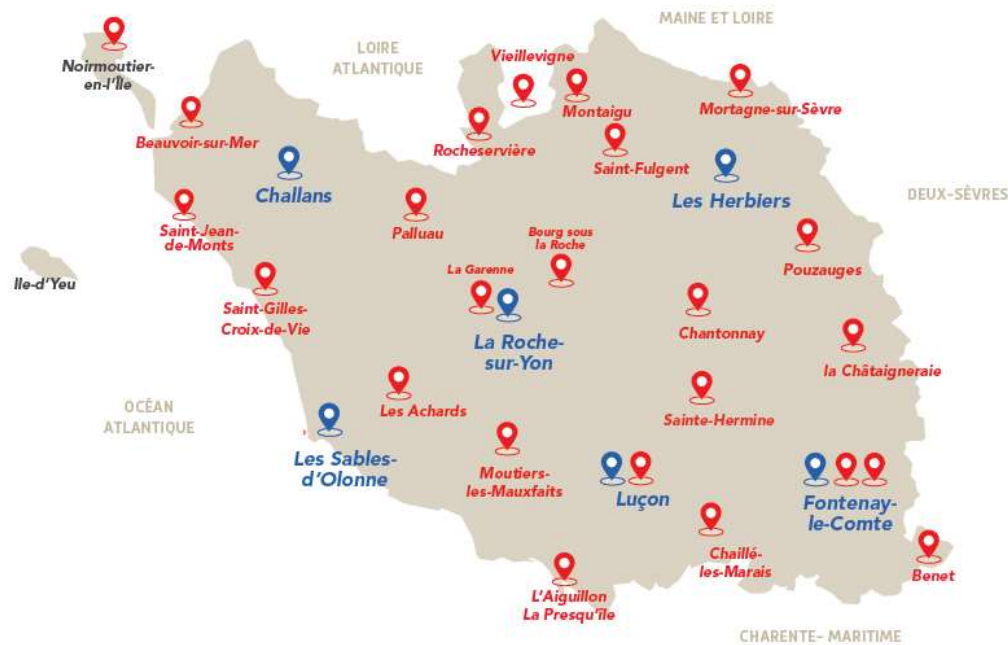 MAINE ET LOIRE
LOIRE
ATLANTIQUE
Vieillevigne
Noirmoutier-
en-l'Île
Montaigu
Mortagne-sur-Sèvre
Beauvoir-sur-Mer
Rocheservière
Saint-Fulgent
Challans
Les Herbiers
DEUX-SÈVRES
Saint-Jean-
de-Monts
Palluau
Bourg sous
la Roche
Pouzauges
Ile-d'Yeu
La Garenne
Saint-Gilles-
Croix-de-Vie
Chantonnay
La Roche-
sur-Yon
la Châtaigneraie
OCÉAN
ATLANTIQUE
Les Achards
Sainte-Hermine
Les Sables-
d'Olonne
Moutiers-
les-Mauxfaits
Luçon
Fontenay-
le-Comte
Chaillé-
les-Marais
Benet
L'Aiguillon
La Presqu'île
CHARENTE- MARITIME